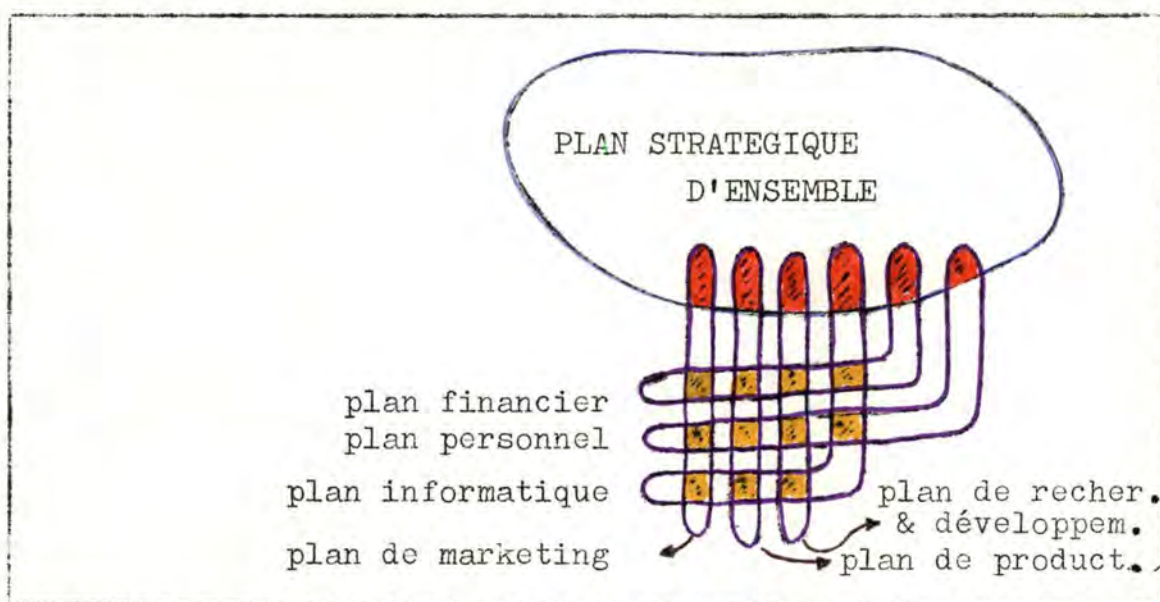 PLAN STRATEGIQUE
D'ENSEMBLE
plan financier
plan personnel
plan informatique
plan de marketing
plan de recher.
& développem.
plan de product.